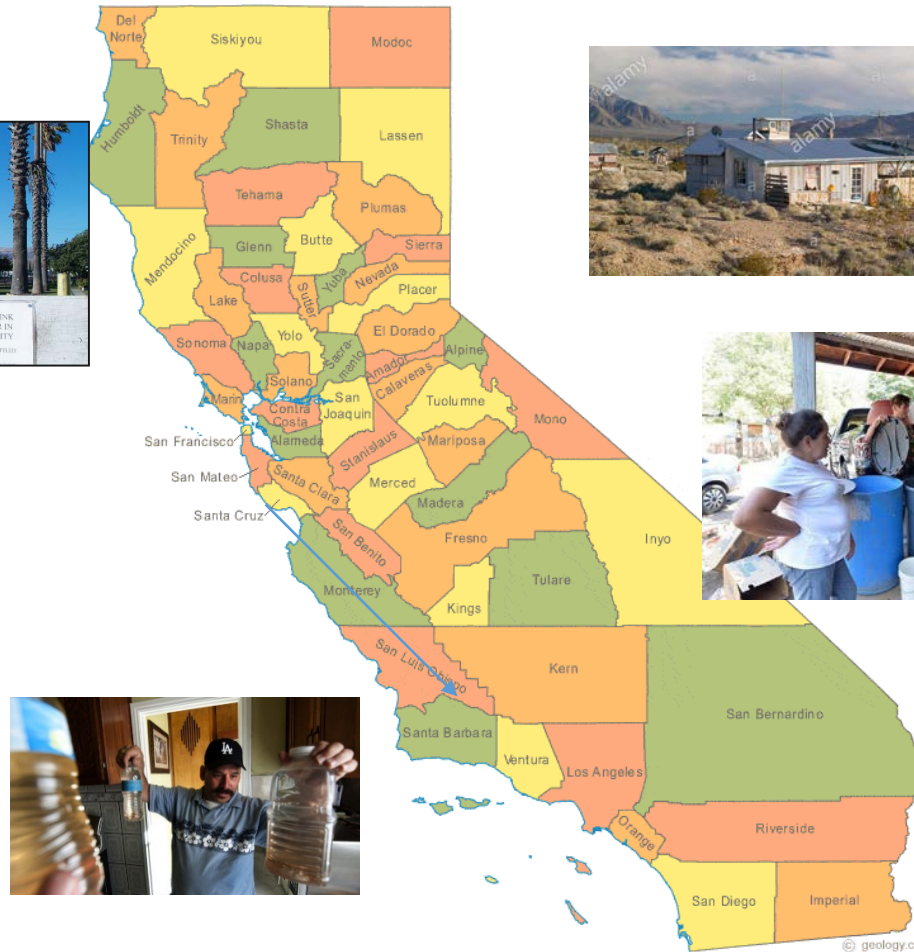 Del
Norte
Siskiyou
Modoc
Humboldt
Trinity
Shasta
Lassen
Tehama
Plumas
Mendocino
Glenn
Butte
Sierra
Colusa
Yuba
Nevada
Lake
Sutter
Placer
Sonoma
Napa
Yolo
Sacra-
mento
El Dorado
Alpine
Amador
Calaveras
Marin
Solano
Contra
Costa
San
Joaquin
Tuolumne
Mono
San Francisco
Alameda
Stanislaus
Mariposa
San Mateo
Santa Clara
Merced
Madera
Santa Cruz
San Benito
Fresno
Inyo
Monterey
Kings
Tulare
San Luis Obispo
Kern
San Bernardino
Santa Barbara
Ventura
Los Angeles
Orange
Riverside
San Diego
Imperial
© geology.c
alamy
a
a
alamy
a
a
a
INK
R IN
ITY
LA